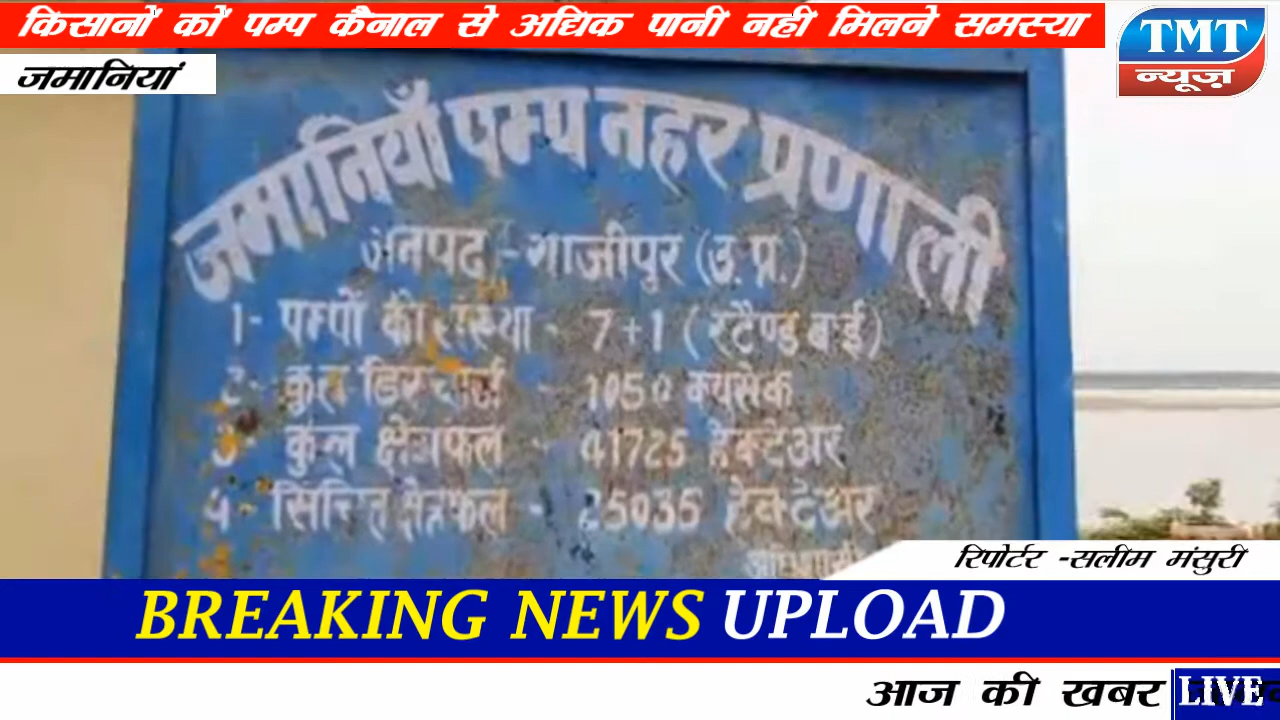 किसानों कों पम्प कैनाल से अधिक पानी नही मिलने समस्या
TMT
न्यूज़
जमानियां
जमानियाँ पम्प नहर प्रणाली
जनपद - गाजीपुर (उ.प्र.)
1- पम्पों की संख्या - 7+1 (स्टैण्ड बाई)
2- कुल डिस्चार्ज - 1050 क्यूसेक
3- कुल क्षेत्रफल - 41725 हेक्टेअर
4- सिंचित क्षेत्रफल - 25035 हेक्टेअर
रिपोर्टर -सलीम मंसुरी
BREAKING NEWS UPLOAD
आज की खबर
LIVE